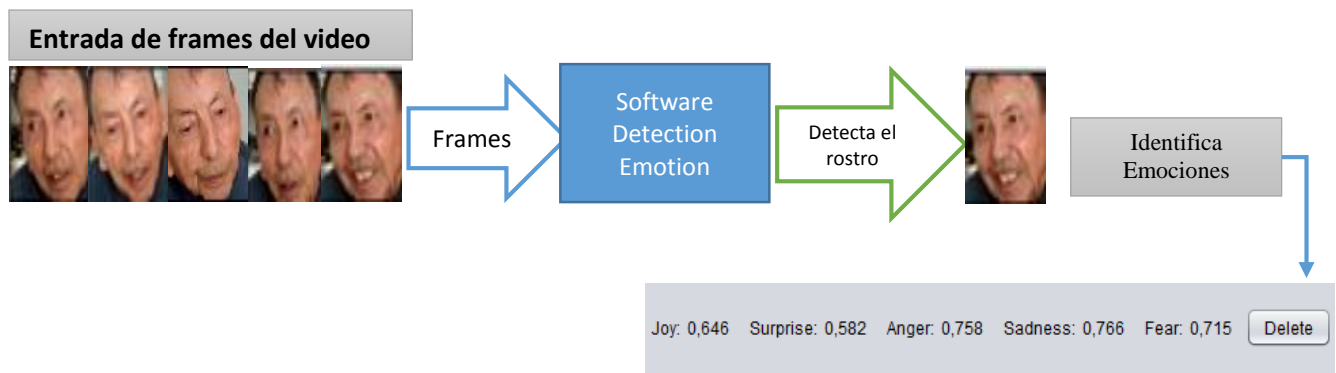 Entrada de frames del video
Frames
Software
Detection
Emotion
Detecta el
rostro
Identifica
Emociones
Joy: 0,646 Surprise: 0,582 Anger: 0,758 Sadness: 0,766 Fear: 0,715 Delete